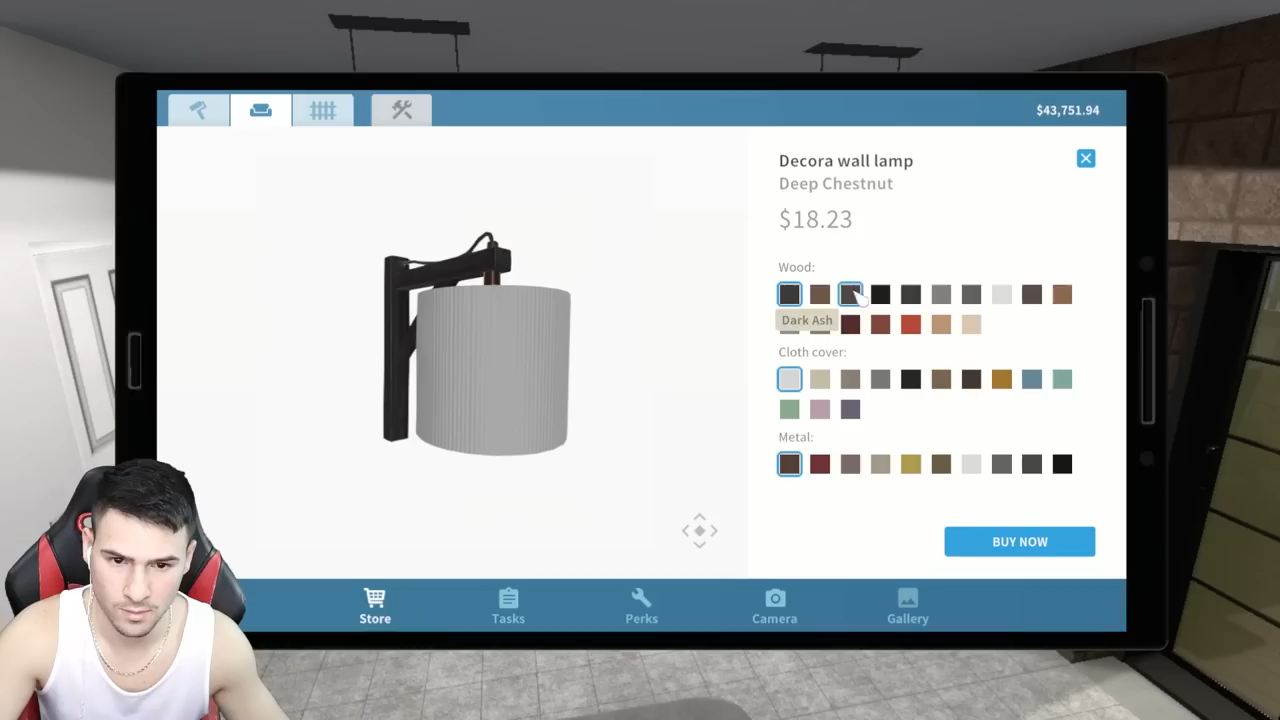 $43,751.94
Decora wall lamp
Deep Chestnut
$18.23
Wood:
Dark Ash
Cloth cover:
Metal:
BUY NOW
Store
Tasks
Perks
Camera
Gallery